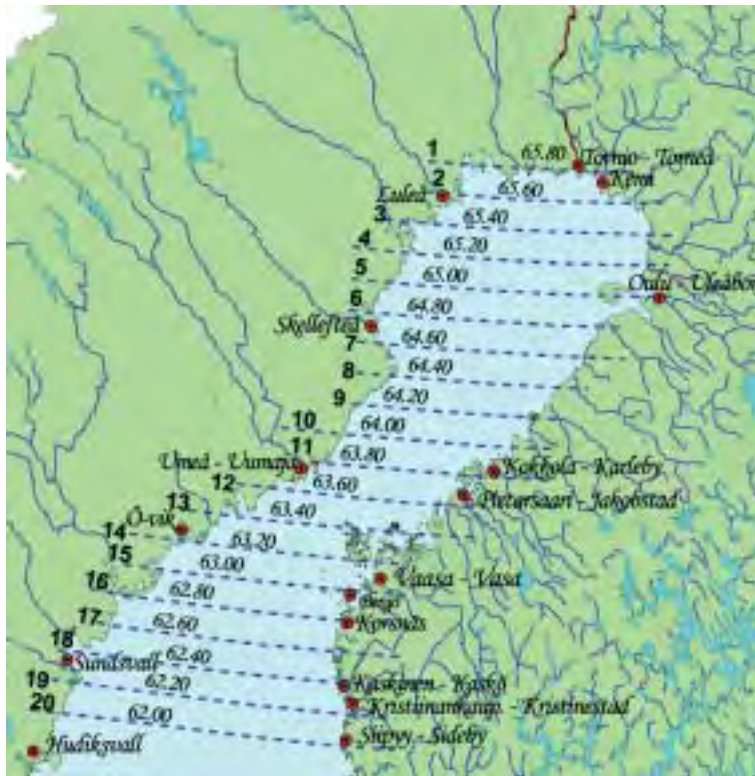 1
65.80
Tornio - Torneå
2
Kemi
Luleå
65.60
3
65.40
4
65.20
5
65.00
Oulu - Uleåbor
6
64.80
Skellefteå
7
64.60
8
64.40
9
64.20
10
64.00
11
63.80
Umeå - Uumaja
Kokkola - Karleby
12
63.60
Pietarsaari - Jakobstad
13
63.40
Ö-vik
14
63.20
15
63.00
Vaasa - Vasa
16
62.80
Korsnäs
17
62.60
18
62.40
Sundsvall
19
62.20
Kaskinen - Kaskö
Kristiinankaup. - Kristinestad
20
62.00
Siipyy - Sideby
Hudiksvall